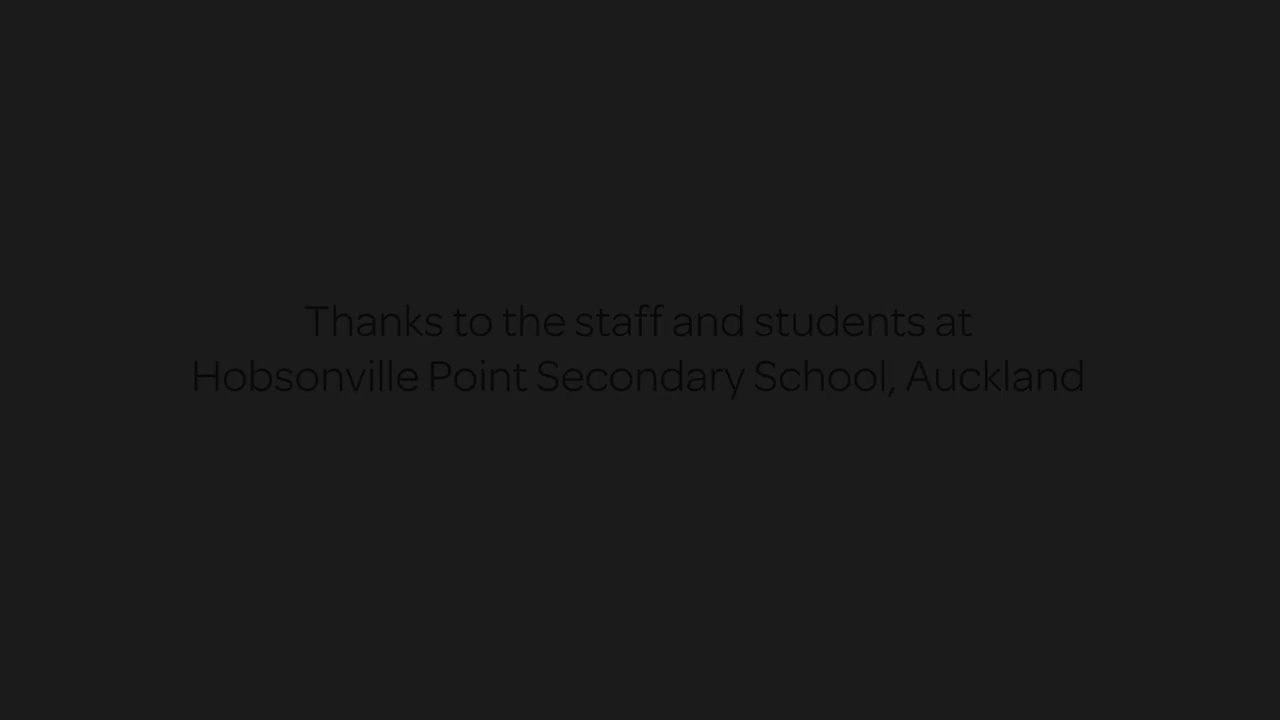 Thanks to the staff and students at
Hobsonville Point Secondary School, Auckland